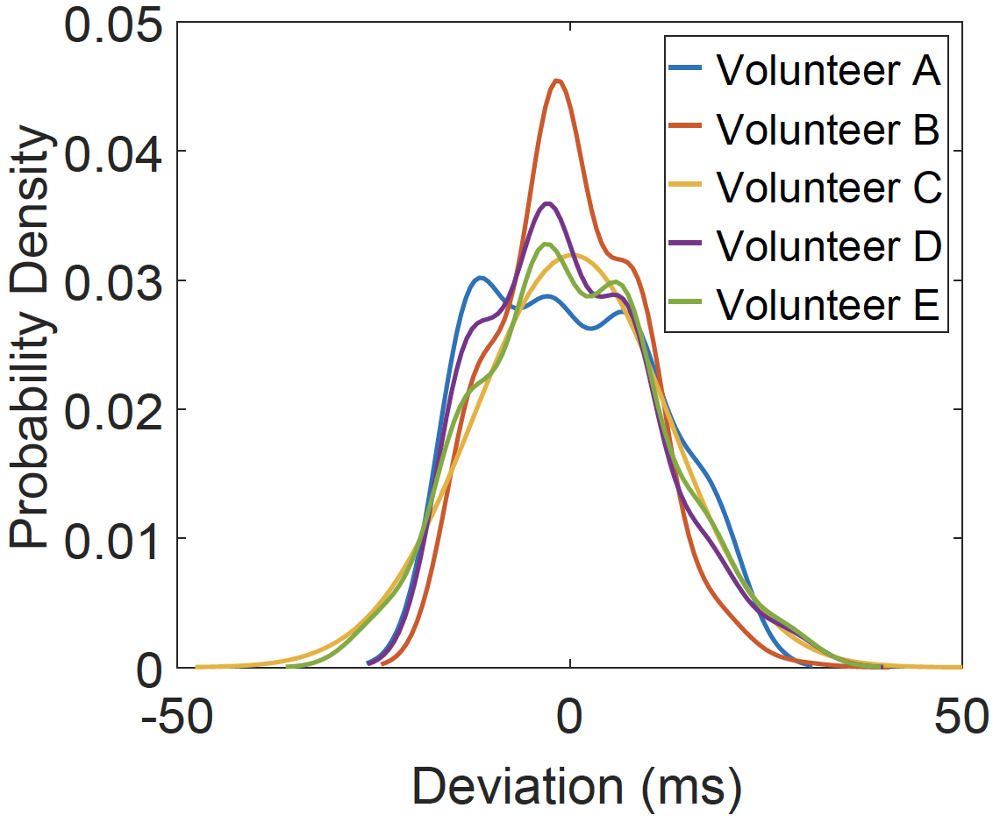 Probability Density
0.05
0.04
0.03
0.02
0.01
0
-50
0
50
Deviation (ms)
Volunteer A
Volunteer B
Volunteer C
Volunteer D
Volunteer E